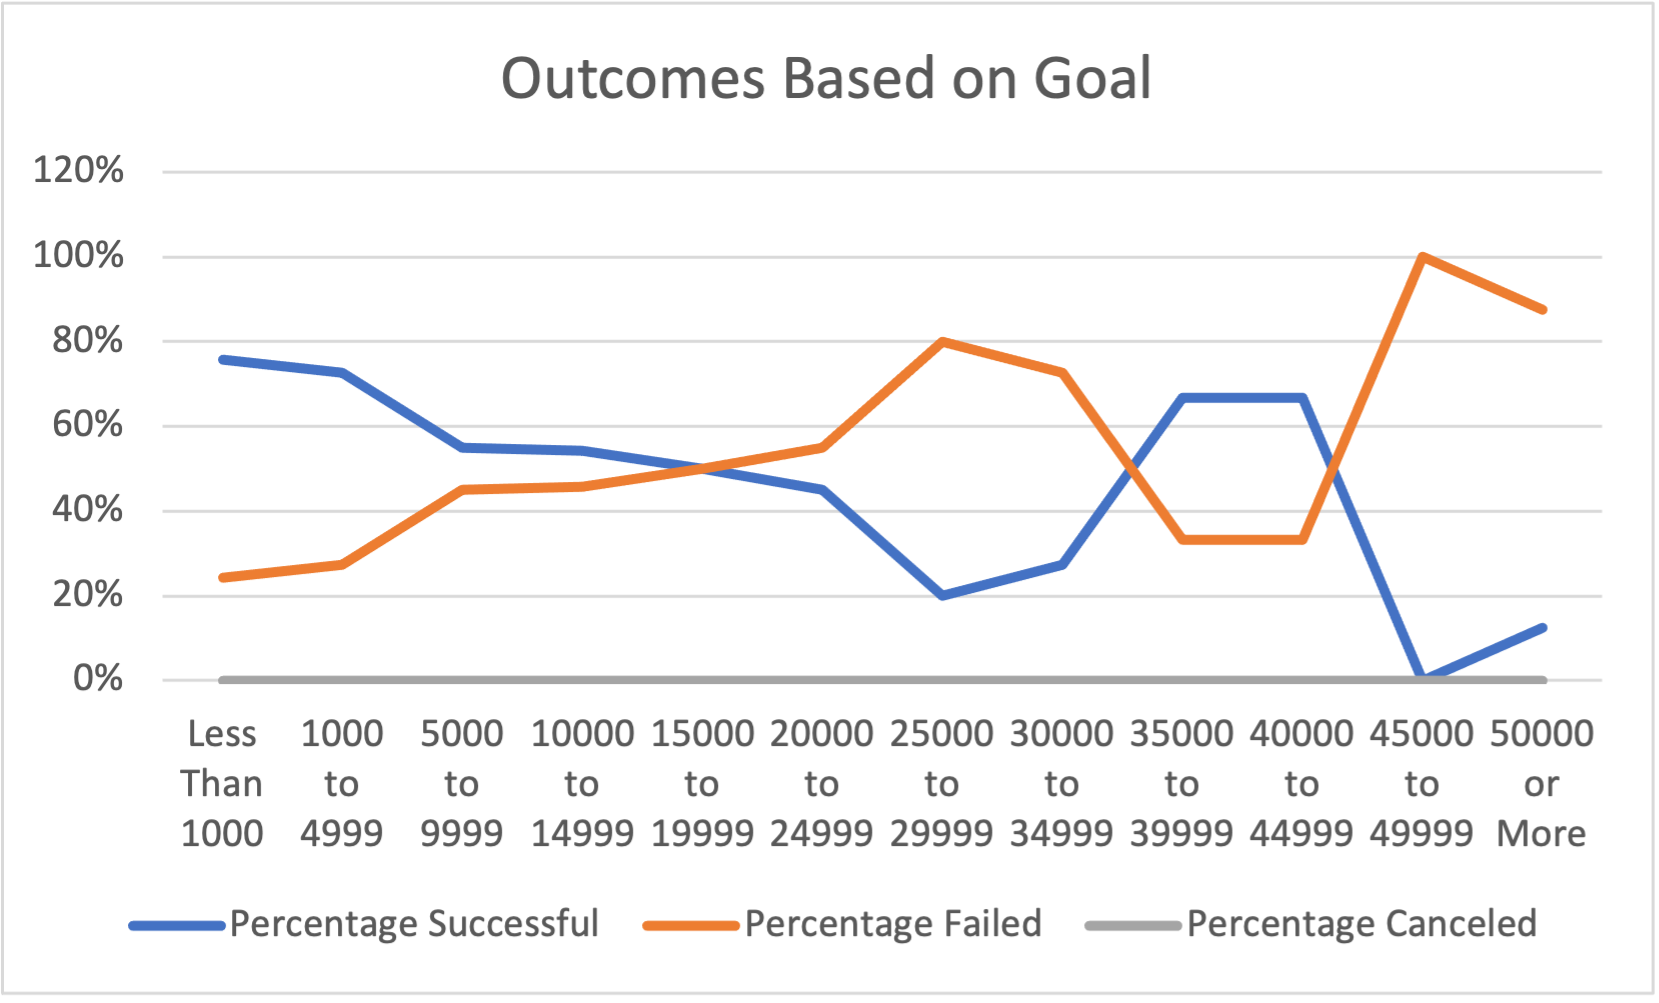 Outcomes Based on Goal
120%
100%
80%
60%
40%
20%
0%
Less Than 1000
1000 to 4999
5000 to 9999
10000 to 14999
15000 to 19999
20000 to 24999
25000 to 29999
30000 to 34999
35000 to 39999
40000 to 44999
45000 to 49999
50000 or More
Percentage Successful
Percentage Failed
Percentage Canceled